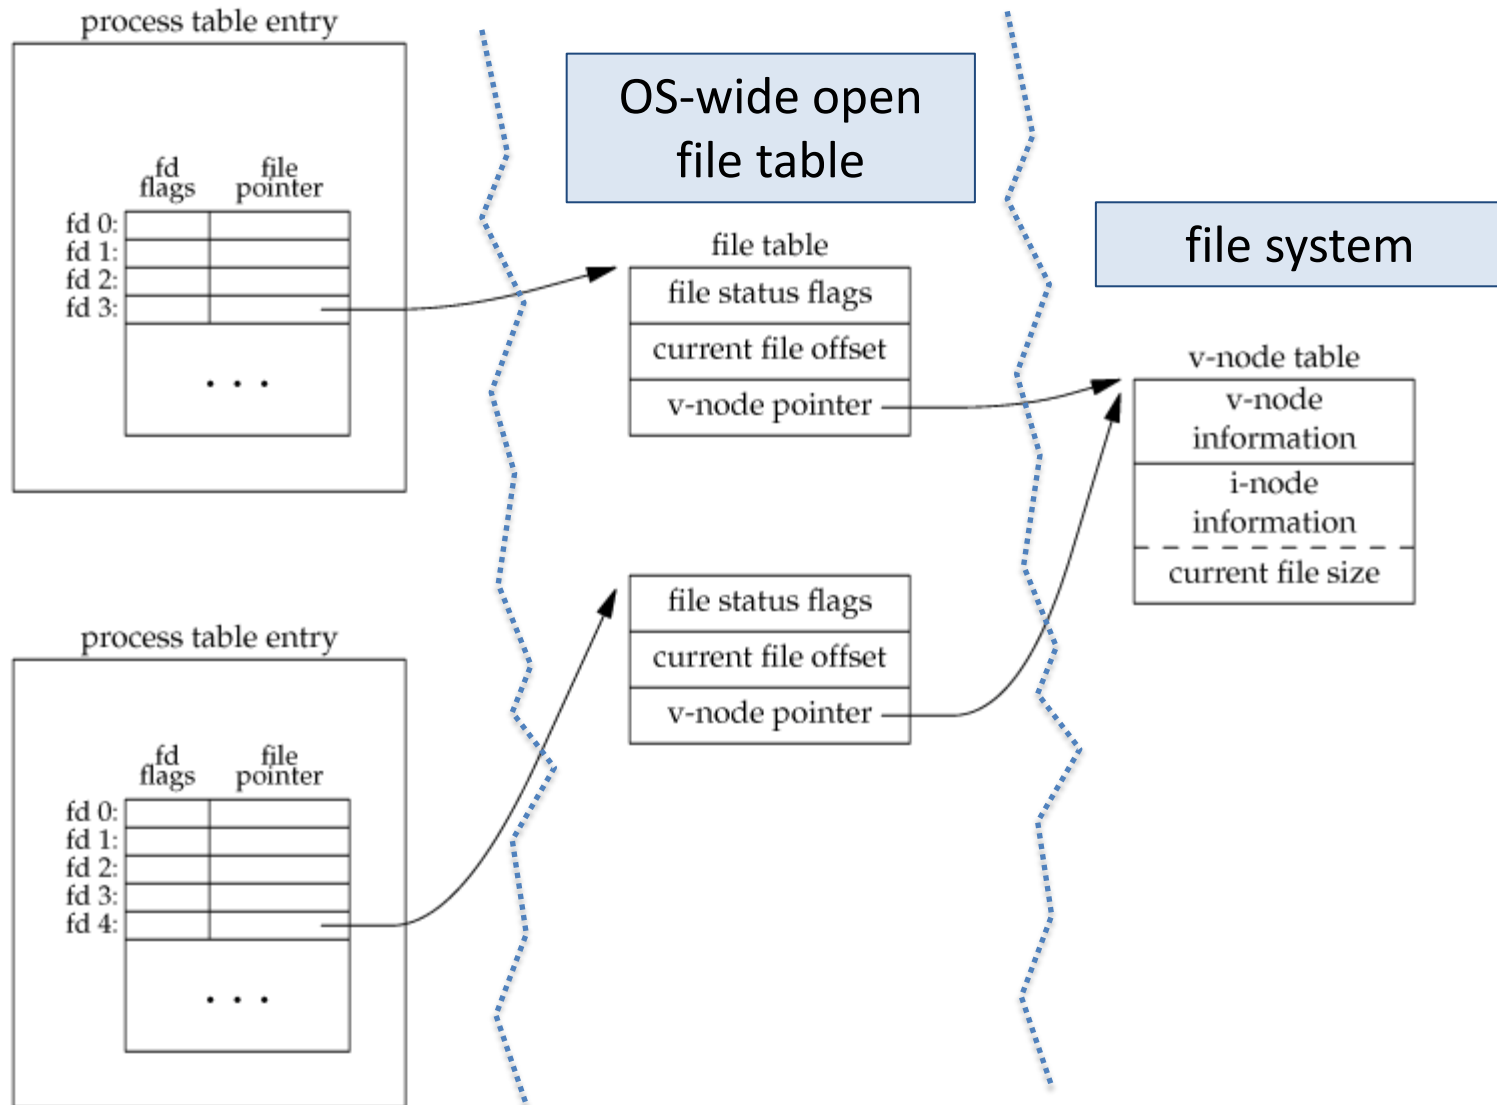 process table entry
fd flags
file pointer
fd 0:
fd 1:
fd 2:
fd 3:
. . .
process table entry
fd flags
file pointer
fd 0:
fd 1:
fd 2:
fd 3:
fd 4:
. . .
OS-wide open
file table
file table
file status flags
current file offset
v-node pointer
file status flags
current file offset
v-node pointer
file system
v-node table
v-node
information
i-node
information
current file size